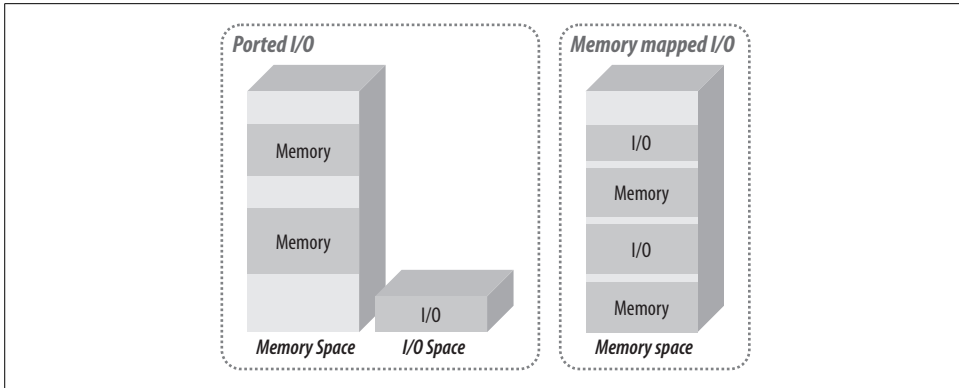 Ported I/O
Memory
Memory
I/O
Memory Space
I/O Space
Memory mapped I/O
I/O
Memory
I/O
Memory
Memory space